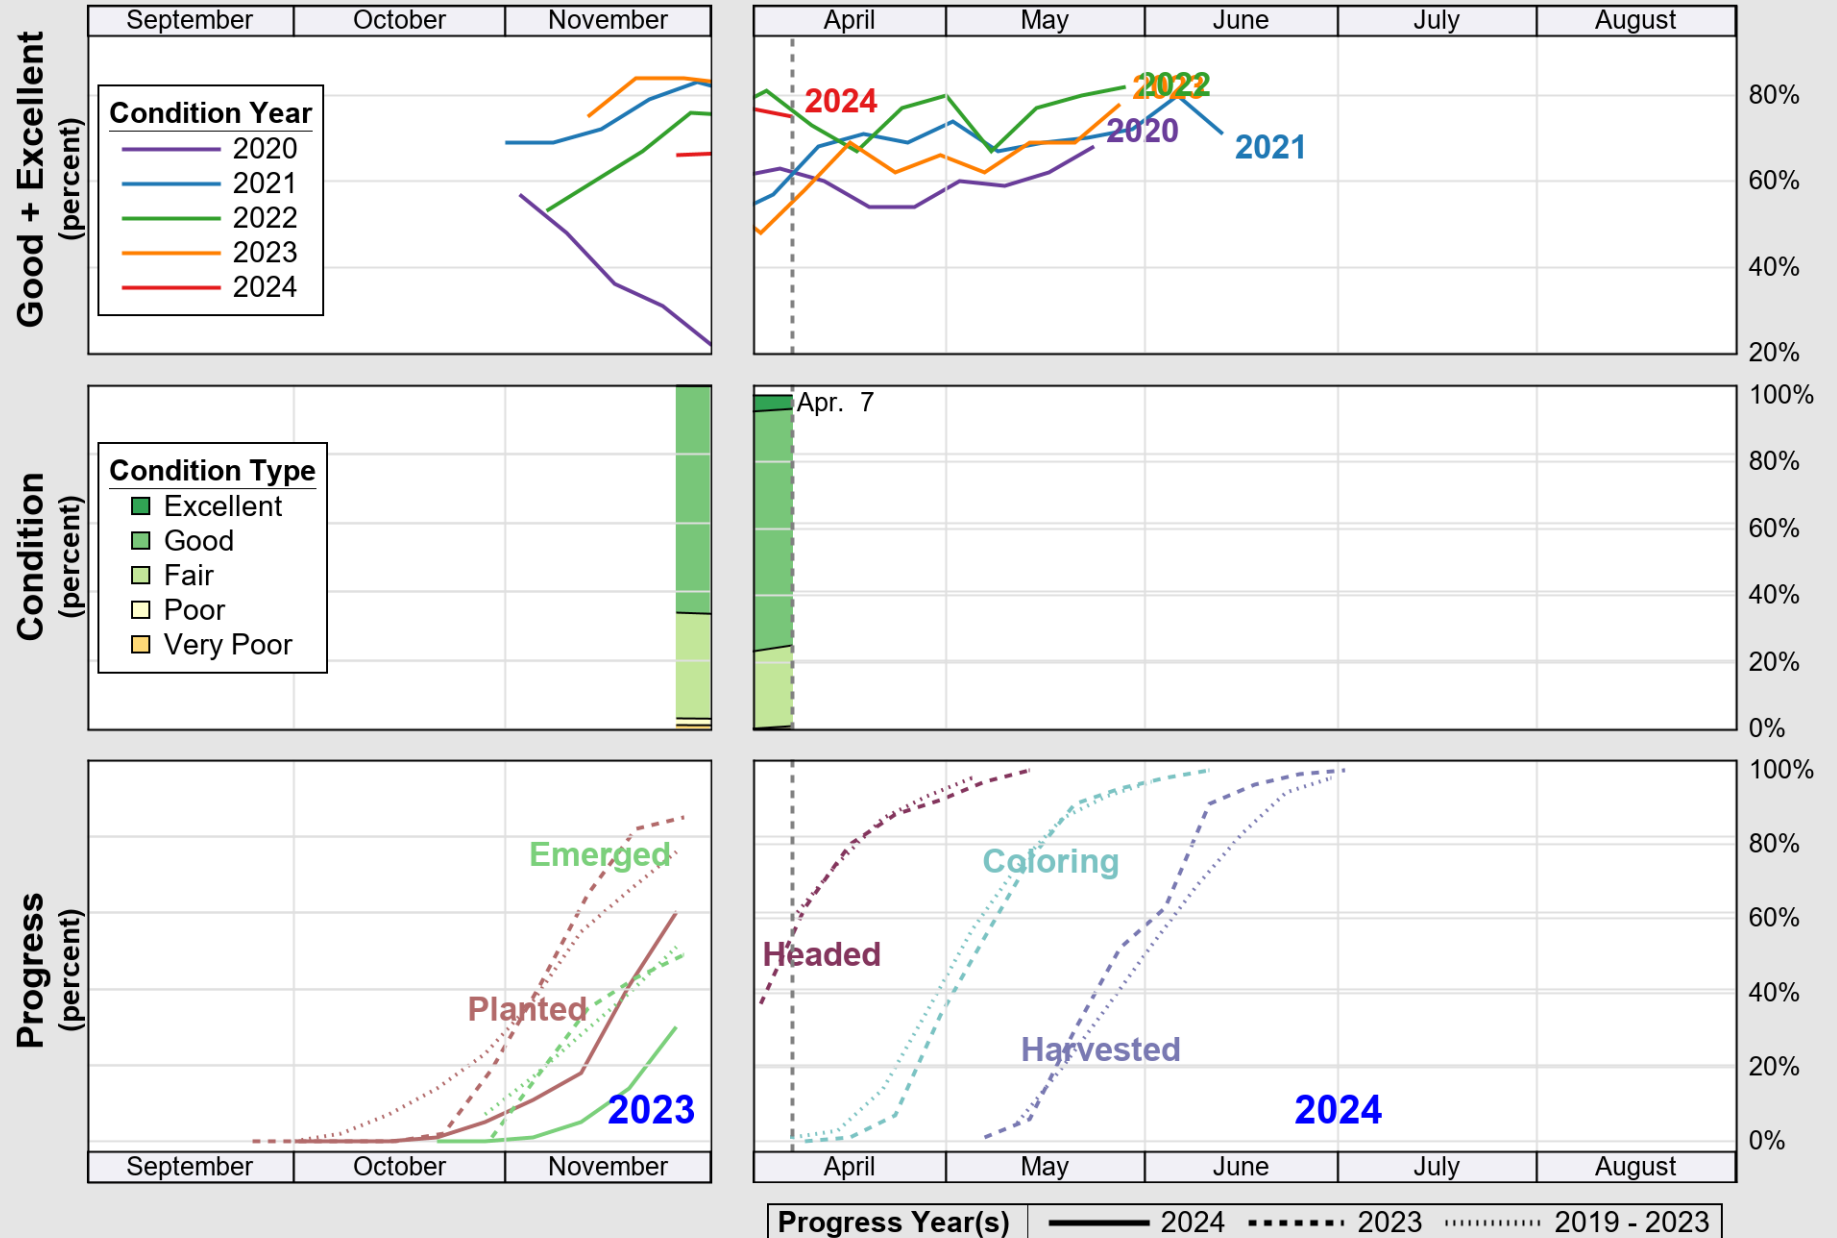 September October November April May June July August
Good + Excellent
(percent)
Condition Year
2020
2021
2022
2023
2024
2024
2023
2022
2020
2021
80%
60%
40%
20%
Condition
(percent)
Condition Type
Excellent
Good
Fair
Poor
Very Poor
Apr. 7
100%
80%
60%
40%
20%
0%
Progress
(percent)
Emerged
Planted
2023
Headed
Coloring
Harvested
2024
100%
80%
60%
40%
20%
0%
September October November April May June July August
Progress Year(s) 2024 2023 2019 - 2023